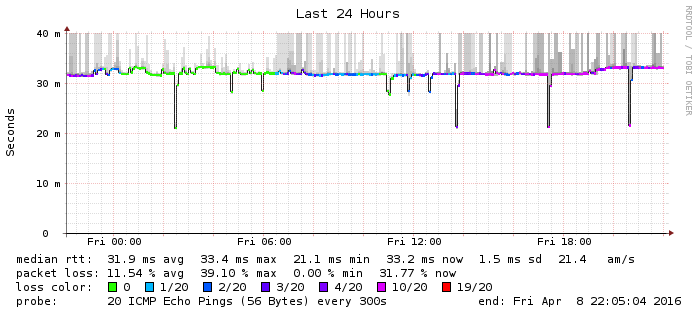 Last 24 Hours
RRDTOOL / TOBI OETIKER
Seconds
40 m
30 m
20 m
10 m
0
Fri 00:00 Fri 06:00 Fri 12:00 Fri 18:00
median rtt: 31.9 ms avg 33.4 ms max 21.1 ms min 33.2 ms now 1.5 ms sd 21.4 am/s
packet loss: 11.54 % avg 39.10 % max 0.00 % min 31.77 % now
loss color: 0 1/20 2/20 3/20 4/20 10/20 19/20
probe: 20 ICMP Echo Pings (56 Bytes) every 300s end: Fri Apr 8 22:05:04 2016